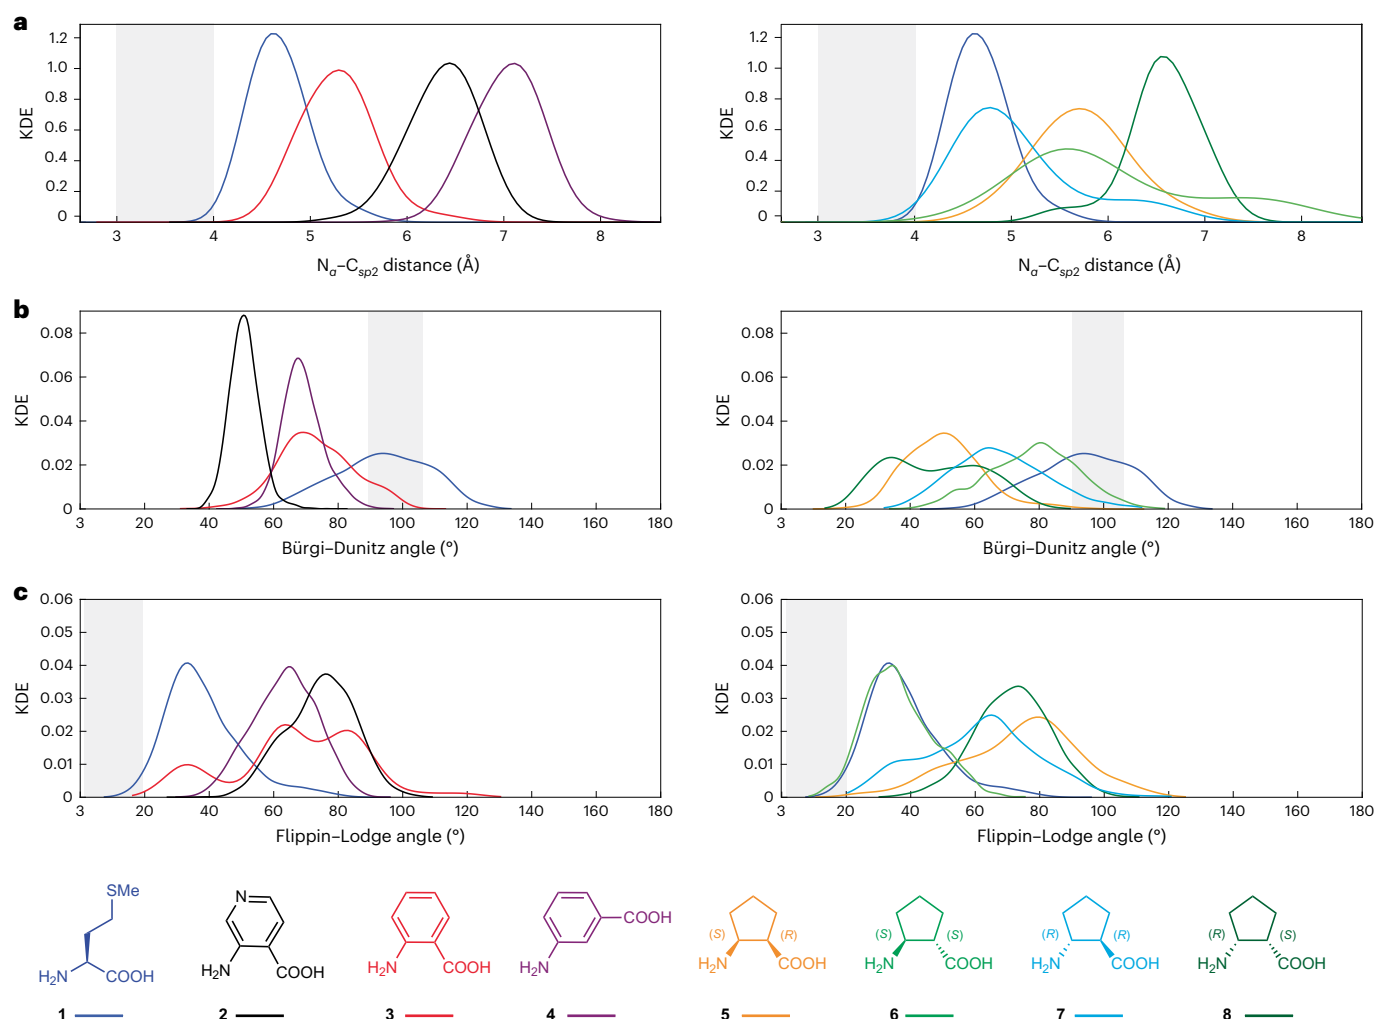 a
KDE
1.2
1.0
0.8
0.6
0.4
0.2
0
3 4 5 6 7 8
Nα–Csp2 distance (Å)
KDE
1.2
1.0
0.8
0.6
0.4
0.2
0
3 4 5 6 7 8
Nα–Csp2 distance (Å)
b
KDE
0.08
0.06
0.04
0.02
0
3 20 40 60 80 100 120 140 160 180
Bürgi–Dunitz angle (°)
KDE
0.08
0.06
0.04
0.02
0
3 20 40 60 80 100 120 140 160 180
Bürgi–Dunitz angle (°)
c
KDE
0.06
0.05
0.04
0.03
0.02
0.01
0
3 20 40 60 80 100 120 140 160 180
Flippin–Lodge angle (°)
KDE
0.06
0.05
0.04
0.03
0.02
0.01
0
3 20 40 60 80 100 120 140 160 180
Flippin–Lodge angle (°)
SMe
H2N COOH
1
N
H2N COOH
2
H2N COOH
3
COOH
H2N
4
(S) (R)
H2N COOH
5
(S) (S)
H2N COOH
6
(R) (R)
H2N COOH
7
(R) (S)
H2N COOH
8